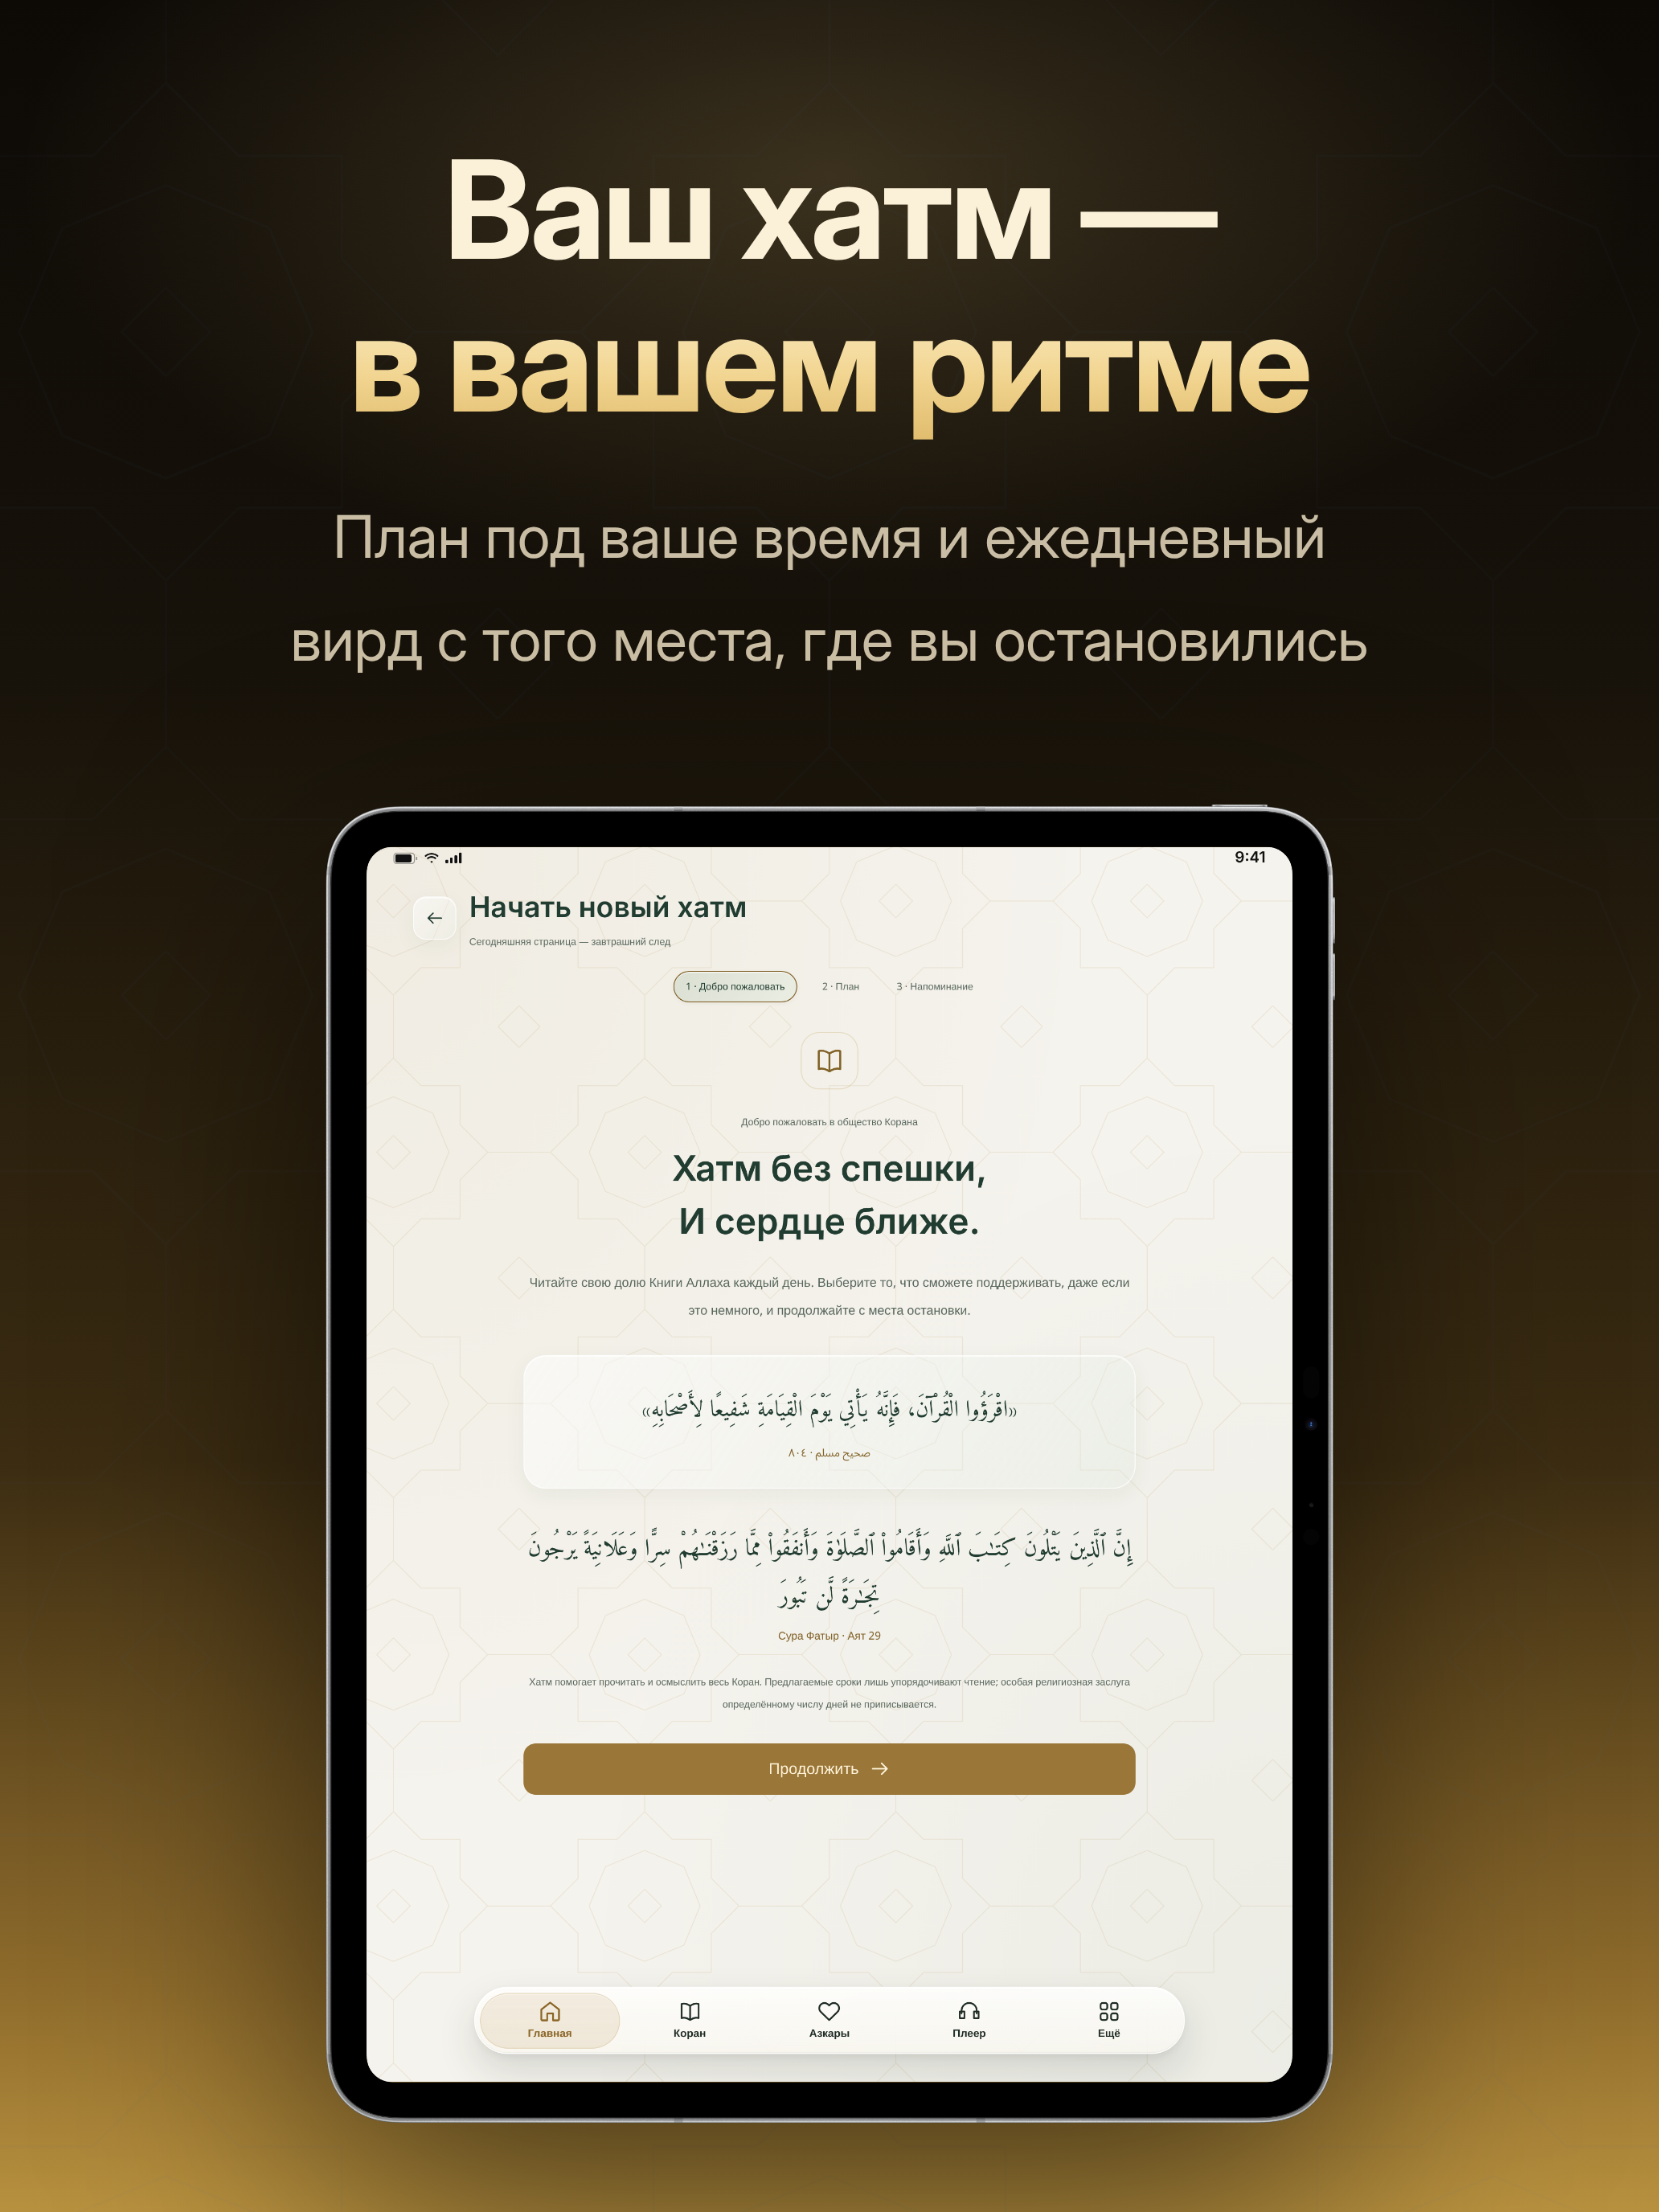 Ваш хатм —
в вашем ритме
План под ваше время и ежедневный
вирд с того места, где вы остановились
9:41
Начать новый хатм
Сегодняшняя страница — завтрашний след
1 · Добро пожаловать
2 · План
3 · Напоминание
Добро пожаловать в общество Корана
Хатм без спешки,
И сердце ближе.
Читайте свою долю Книги Аллаха каждый день. Выберите то, что сможете поддерживать, даже если
это немного, и продолжайте с места остановки.
«اقْرَؤُوا الْقُرْآنَ، فَإِنَّهُ يَأْتِي يَوْمَ الْقِيَامَةِ شَفِيعًا لِأَصْحَابِهِ»
صحيح مسلم · ٨٠٤
إِنَّ ٱلَّذِينَ يَتْلُونَ كِتَـٰبَ ٱللَّهِ وَأَقَامُوا۟ ٱلصَّلَوٰةَ وَأَنفَقُوا۟ مِمَّا رَزَقْنَـٰهُمْ سِرًّا وَعَلَانِيَةً يَرْجُونَ
تِجَـٰرَةً لَّن تَبُورَ
Сура Фатыр · Аят 29
Хатм помогает прочитать и осмыслить весь Коран. Предлагаемые сроки лишь упорядочивают чтение; особая религиозная заслуга
определённому числу дней не приписывается.
Продолжить
Главная
Коран
Азкары
Плеер
Ещё